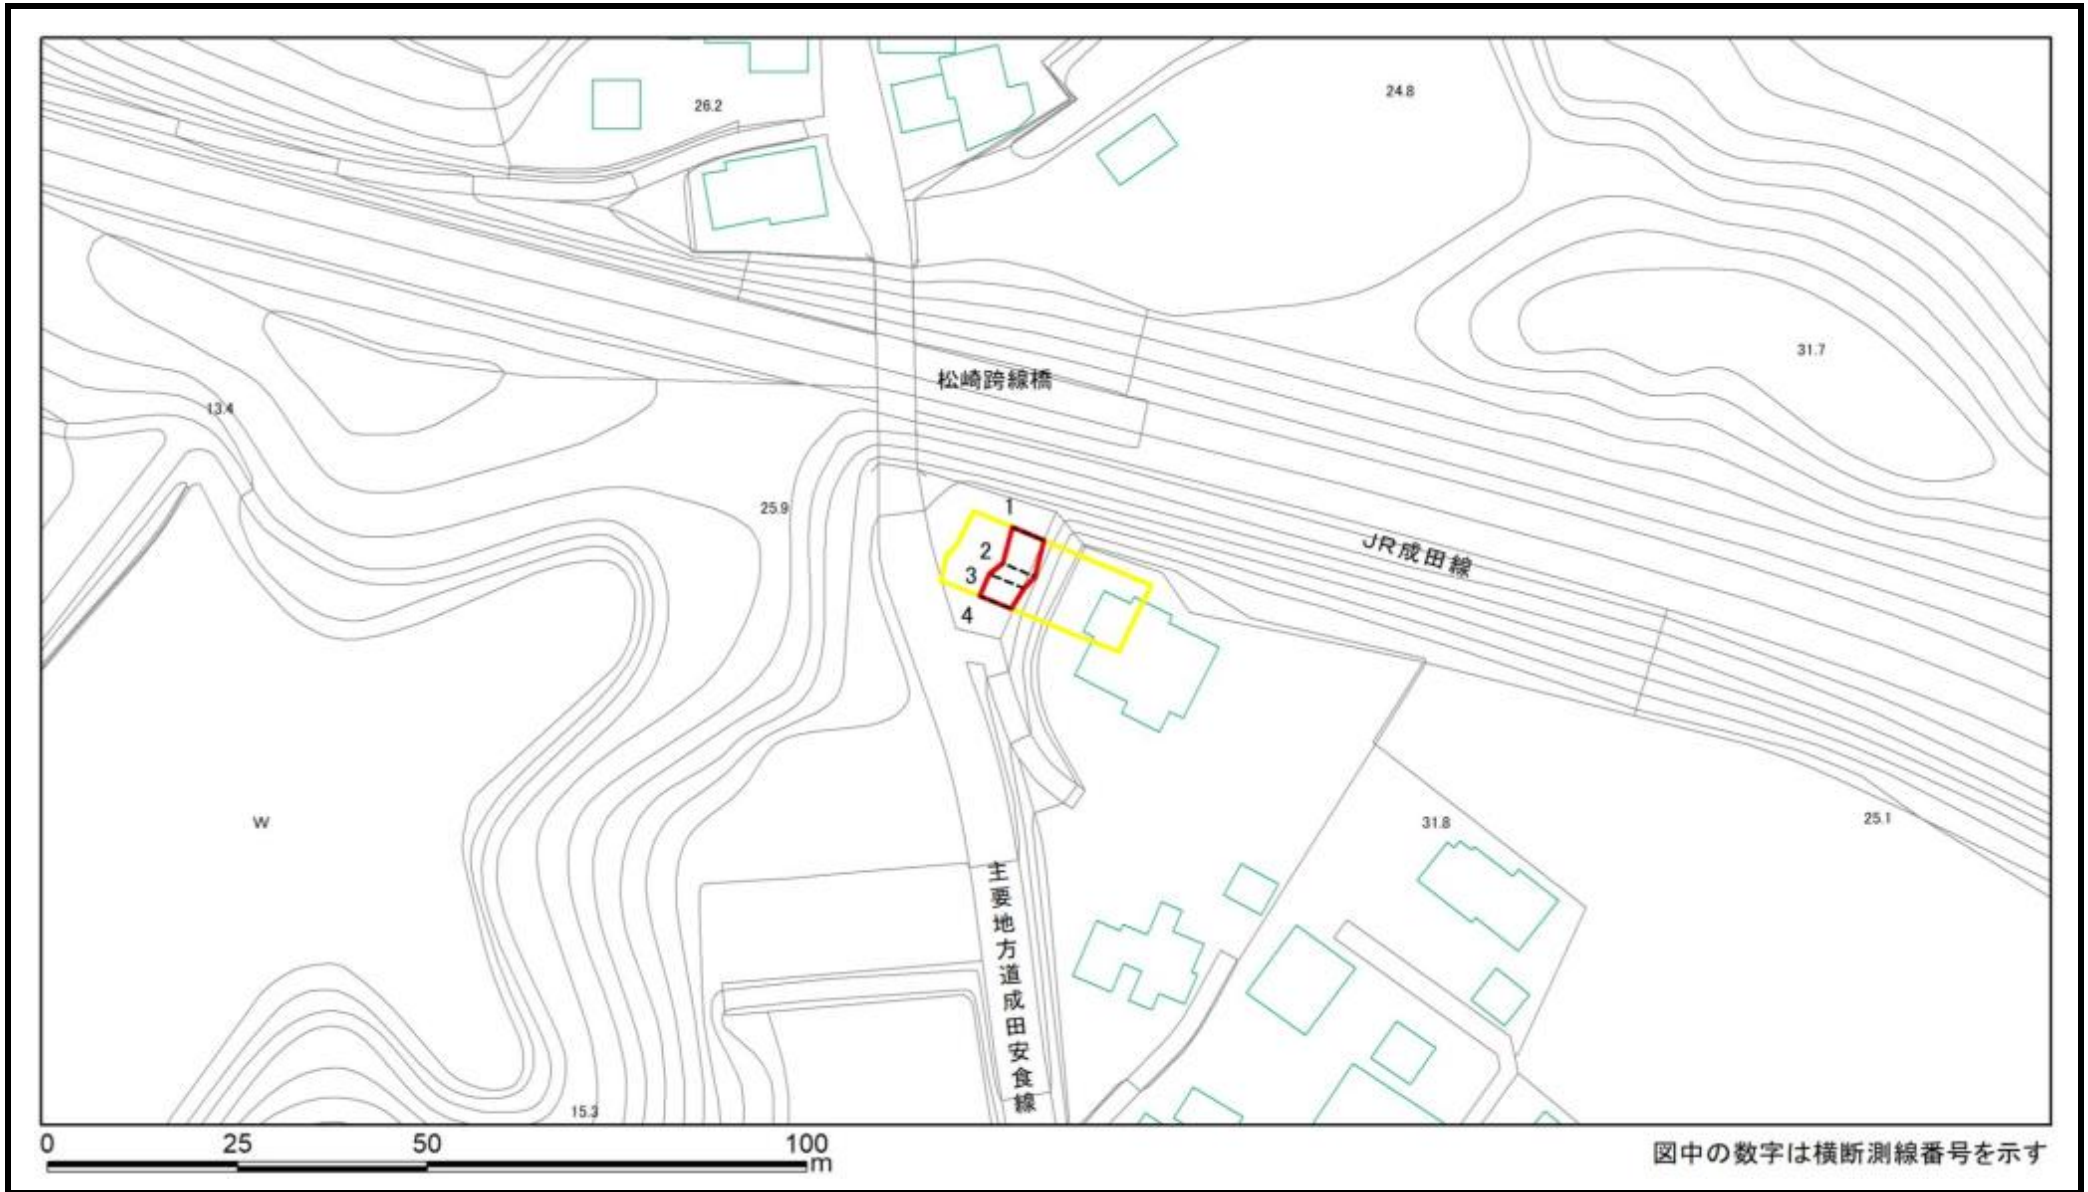 26.2
24.8
31.7
松崎跨線橋
13.4
25.9
1
2
3
4
JR成田線
W
31.8
25.1
主要地方道成田安食線
15.3
0 25 50 100
m
図中の数字は横断測線番号を示す